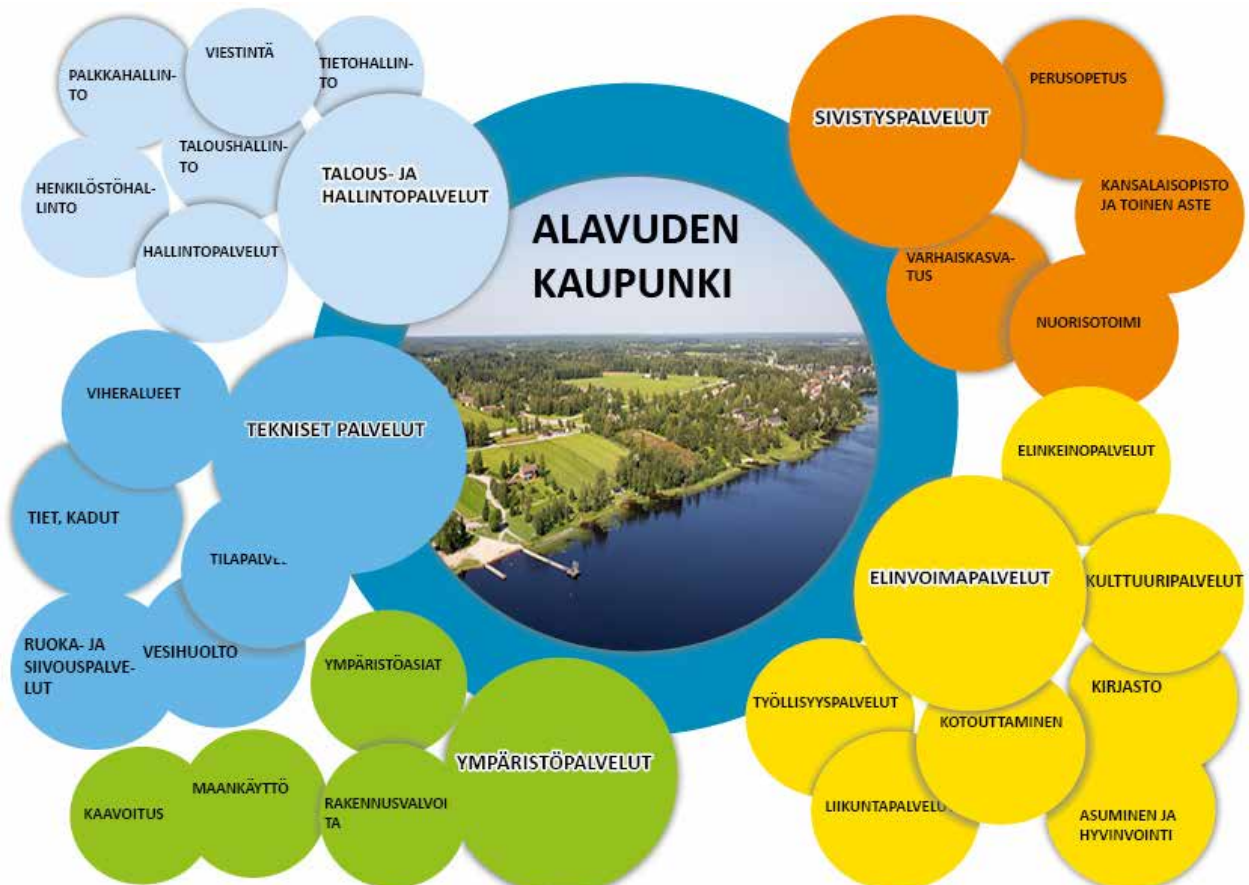 ALAVUDEN
KAUPUNKI
VIESTINTÄ
TIETOHALLIN-
TO
PALKKAHALLIN-
TO
TALOUSHALLIN-
TO
HENKILÖSTÖHAL-
LINTO
HALLINTOPALVELUT
TALOUS- JA
HALLINTOPALVELUT
SIVISTYSPALVELUT
PERUSOPETUS
KANSALAISOPISTO
JA TOINEN ASTE
VARHAISKASVA-
TUS
NUORISOTOIMI
VIHERALUEET
TEKNISET PALVELUT
TIET, KADUT
RUOKA- JA
SIIVOUSPALVE-
LUT
VESIHUOLTO
ELINKEINOPALVELUT
ELINVOIMAPALVELUT
KULTTUURIPALVELUT
KIRJASTO
TYÖLLISYYSPALVELUT
KOTOUTTAMINEN
LIIKUNTAPALVELUT
ASUMINEN JA
HYVINVOINTI
YMPÄRISTÖASIAT
YMPÄRISTÖPALVELUT
MAANKÄYTTÖ
KAAVOITUS
RAKENNUSVALVOI
TA